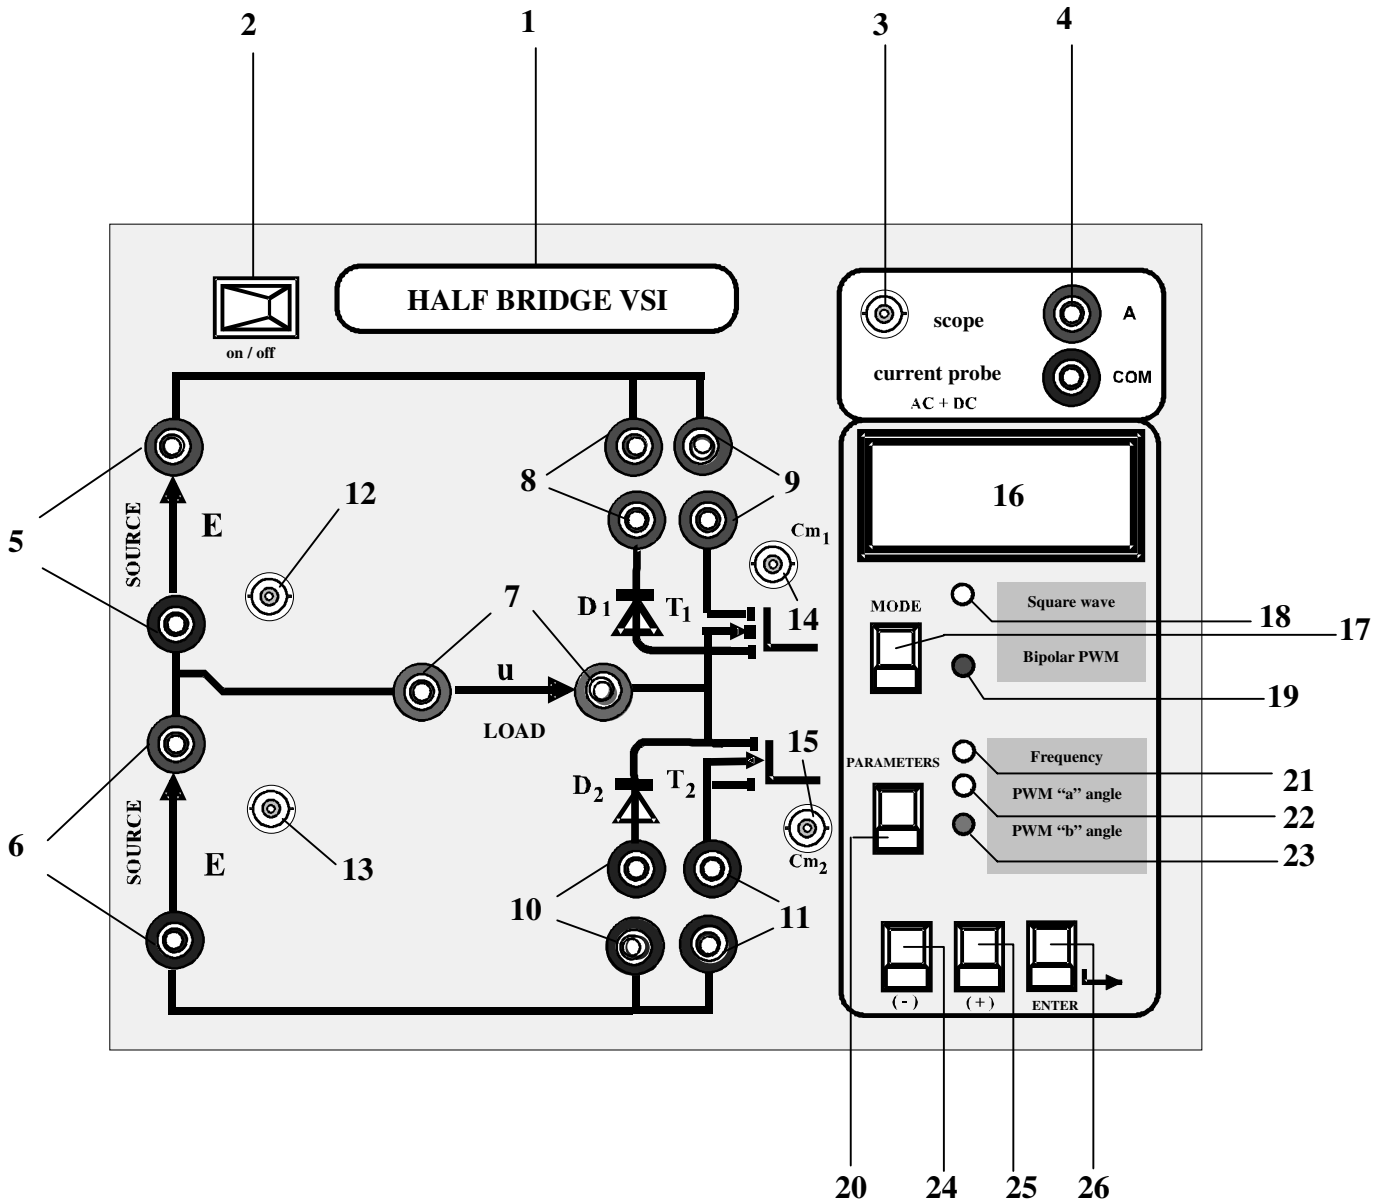 2
1
3
4
HALF BRIDGE VSI
on / off
scope
A
current probe
COM
AC + DC
5
SOURCE
E
12
8
9
16
Cm1
D1
T1
14
7
u
LOAD
MODE
Square wave
18
17
Bipolar PWM
19
6
SOURCE
E
13
D2
T2
15
Cm2
10
11
PARAMETERS
Frequency
21
PWM “a” angle
22
PWM “b” angle
23
( - )
( + )
ENTER
20
24
25
26